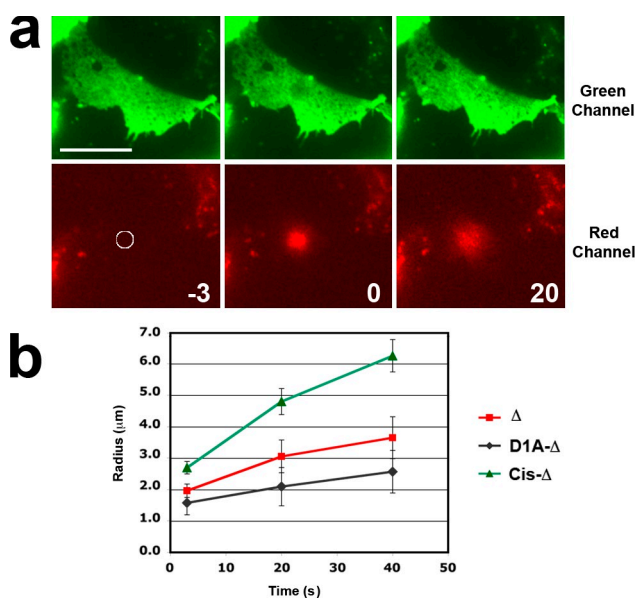 a
Green
Channel
-3
0
20
Red
Channel
b
7.0
6.0
5.0
4.0
3.0
2.0
1.0
0.0
Radius (μm)
0
10
20
30
40
50
Time (s)
Δ
D1A-Δ
Cis-Δ